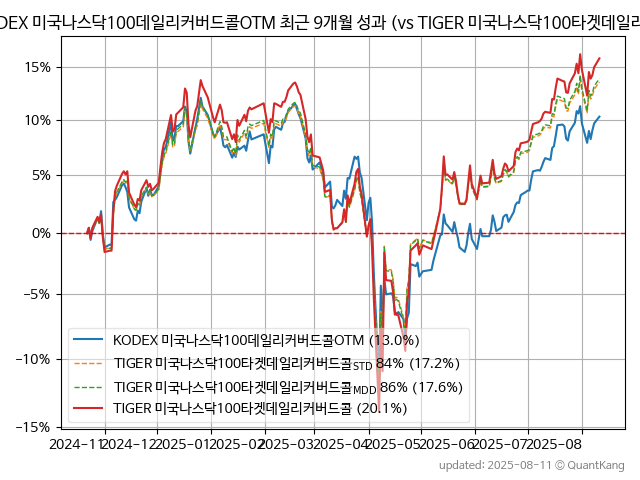 DEX 미국나스닥100데일리커버드콜OTM 최근 9개월 성과 (vs TIGER 미국나스닥100타겟데일리
15%
10%
5%
0%
−5%
−10%
−15%
KODEX 미국나스닥100데일리커버드콜OTM (13.0%)
TIGER 미국나스닥100타겟데일리커버드콜STD 84% (17.2%)
TIGER 미국나스닥100타겟데일리커버드콜MDD 86% (17.6%)
TIGER 미국나스닥100타겟데일리커버드콜 (20.1%)
2024-11 2024-12 2025-01 2025-02 2025-03 2025-04 2025-05 2025-06 2025-07 2025-08
updated: 2025-08-11 © QuantKang